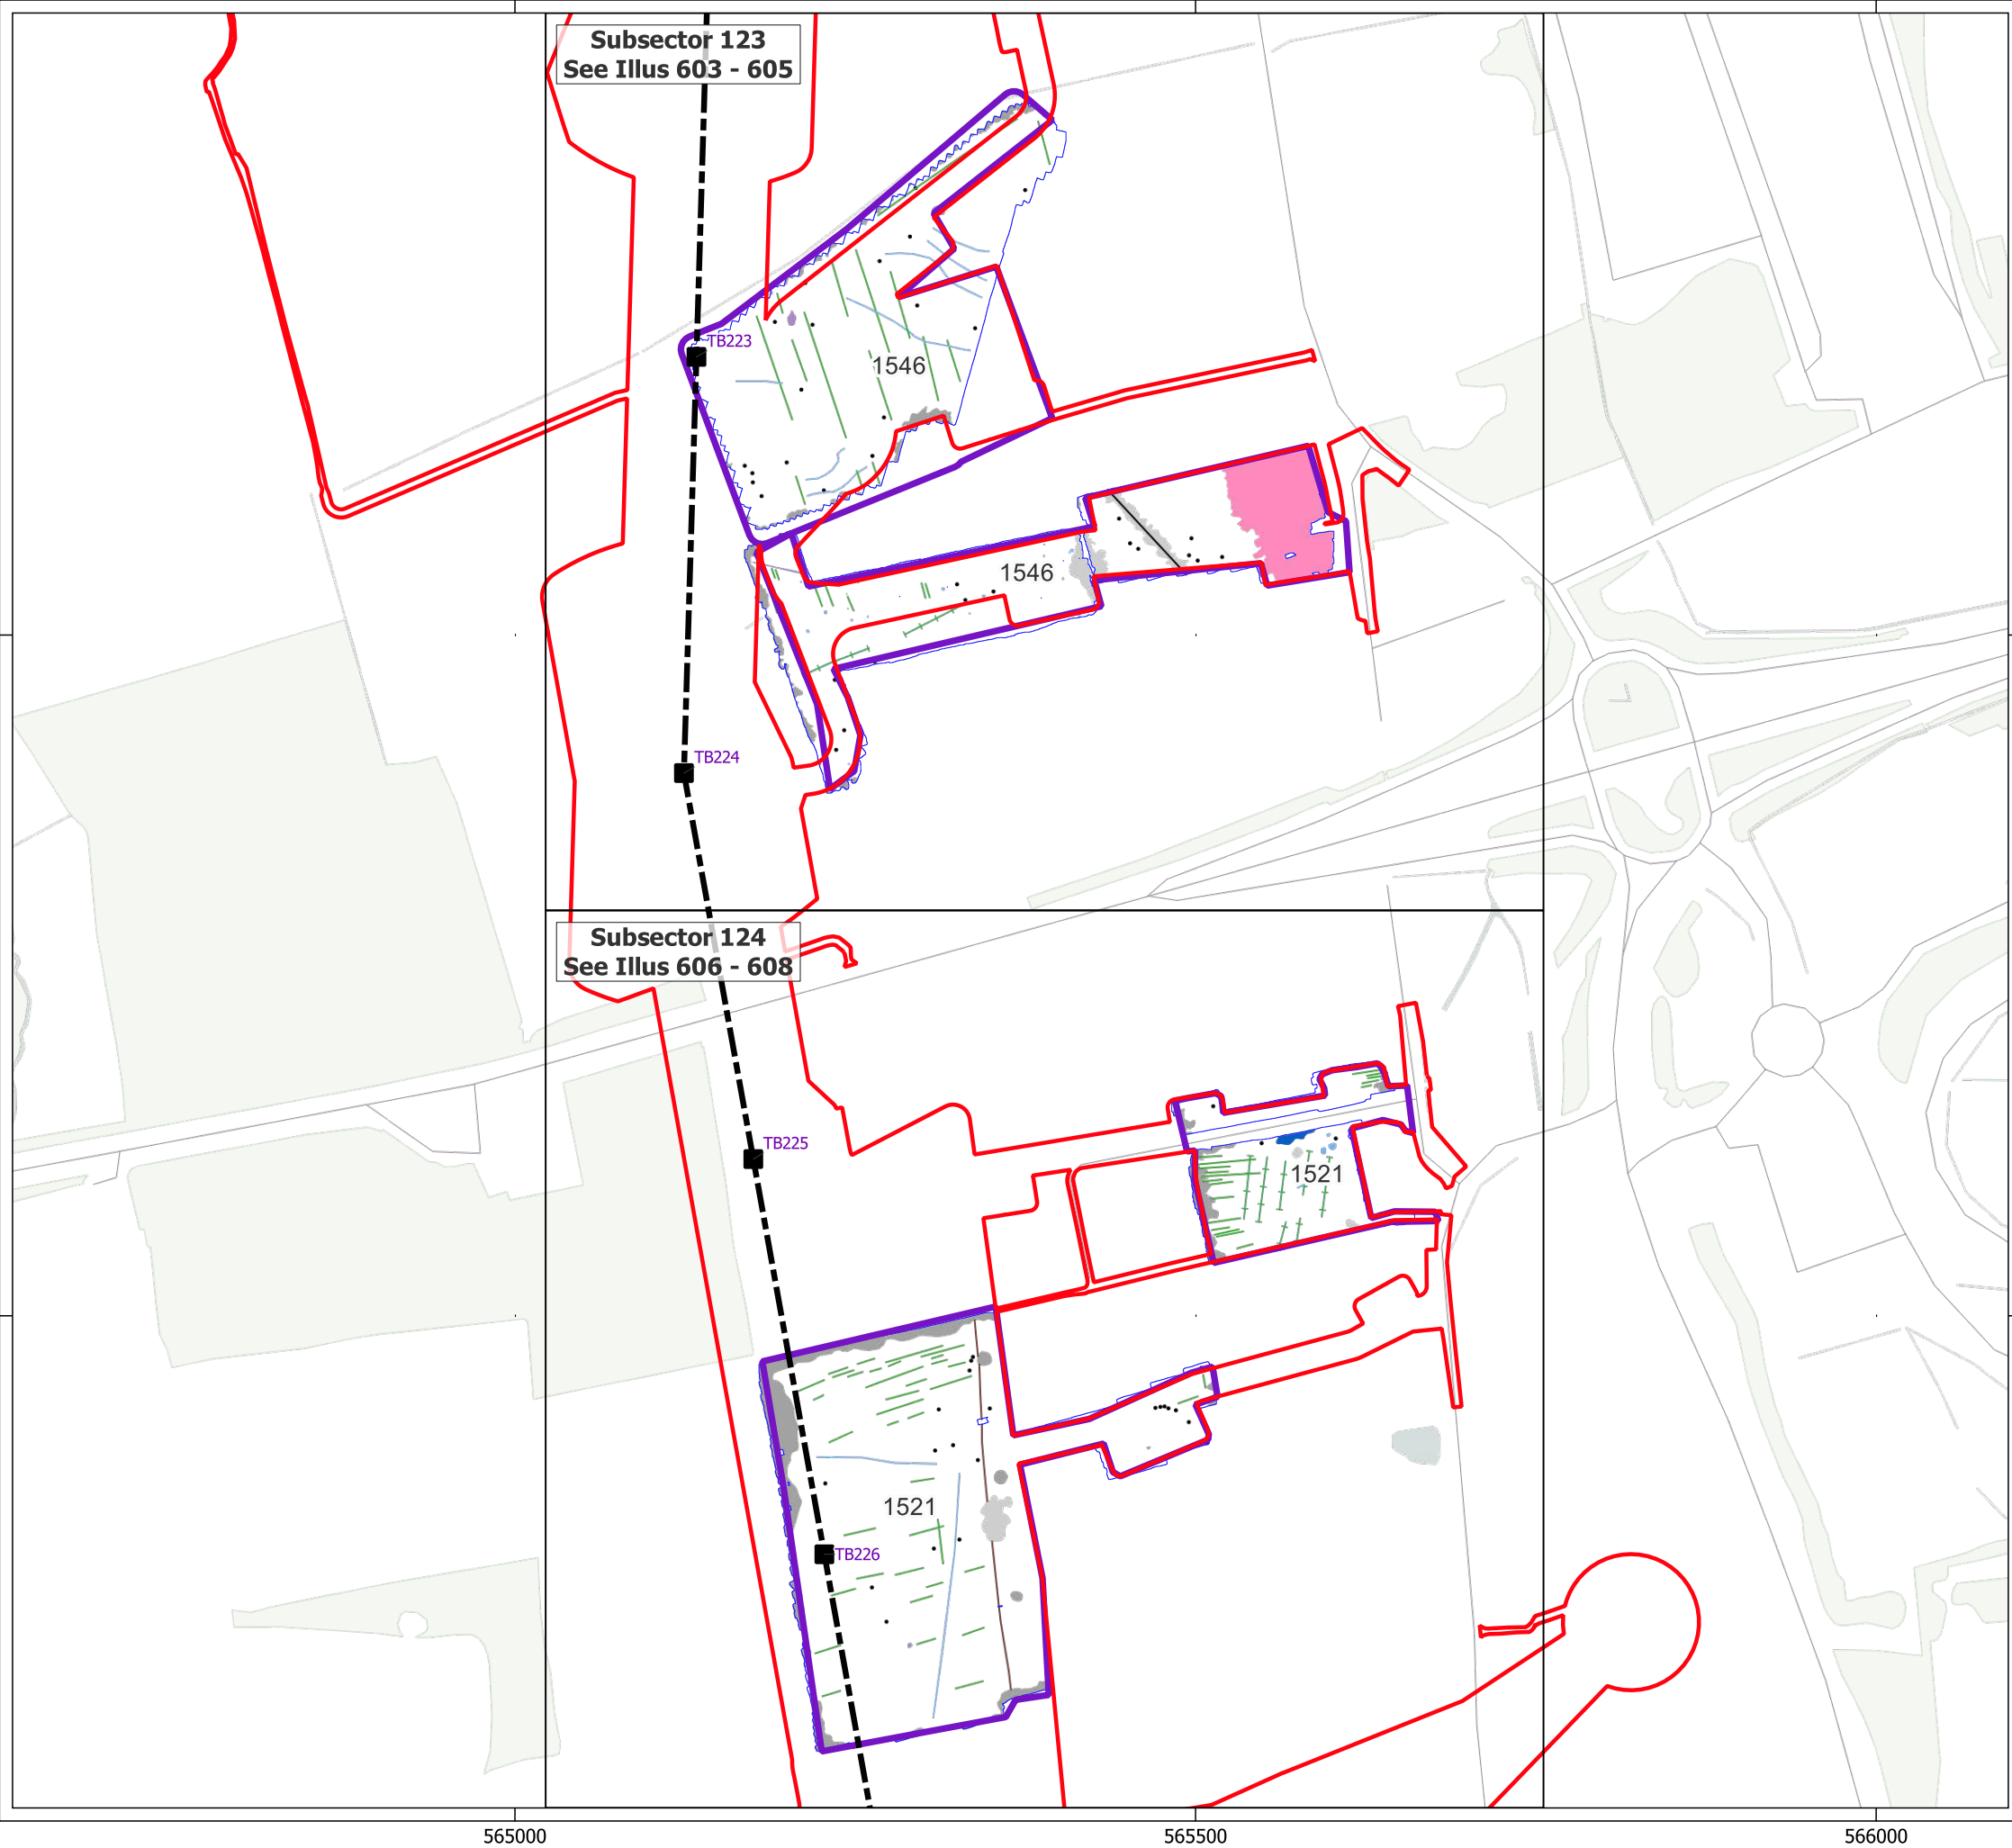 Subsector 123
See Illus 603 - 605
TB223
1546
1546
TB224
Subsector 124
See Illus 606 - 608
TB225
1521
1521
TB226
565000
565500
566000